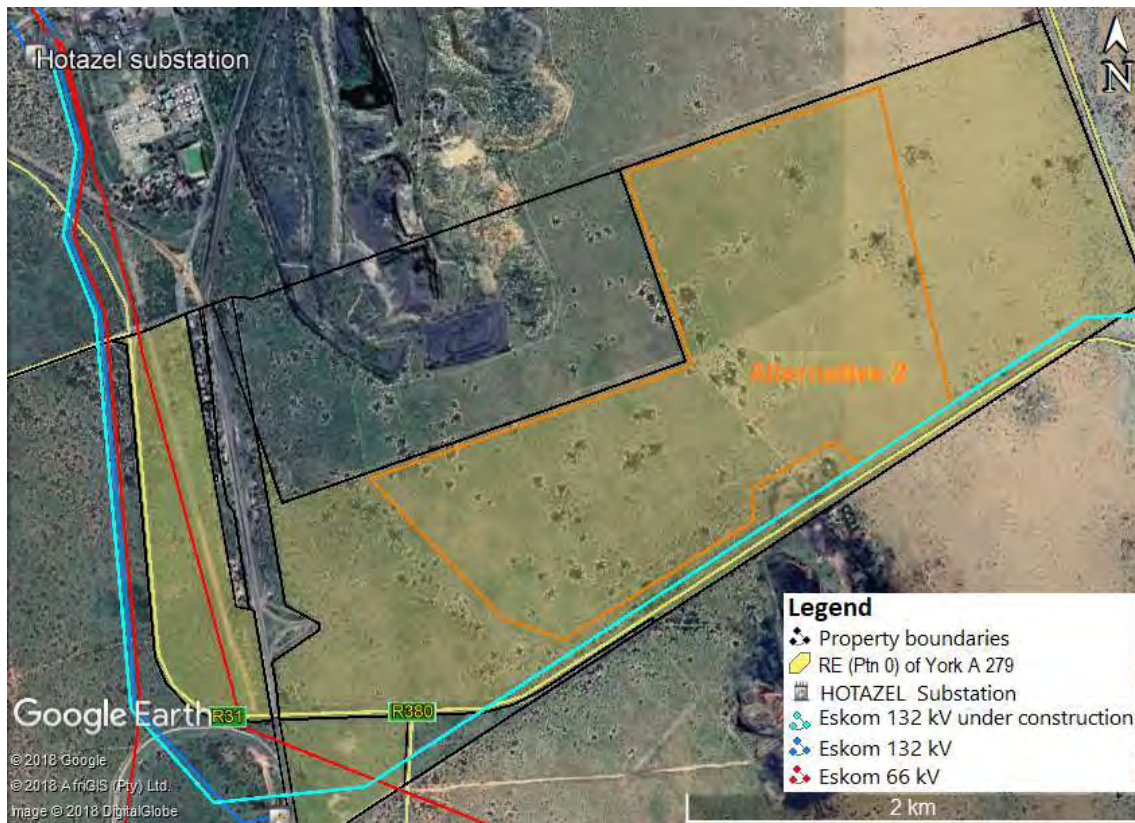 Hotazel substation
N
Alternative 2
Legend
Property boundaries
RE (Ptn 0) of York A 279
HOTAZEL Substation
Eskom 132 kV under construction
Eskom 132 kV
Eskom 66 kV
Google Earth
R31
R380
© 2018 Google
© 2018 AfriGIS (Pty) Ltd.
Image © 2018 DigitalGlobe
2 km